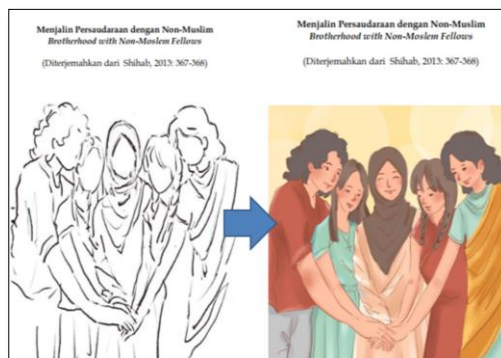 Menjalin Persaudaraan dengan Non-Muslim
Brotherhood with Non-Moslem Fellows
(Diterjemahkan dari Shihab, 2013: 367-368)
Menjalin Persaudaraan dengan Non-Muslim
Brotherhood with Non-Moslem Fellows
(Diterjemahkan dari Shihab, 2013: 367-368)